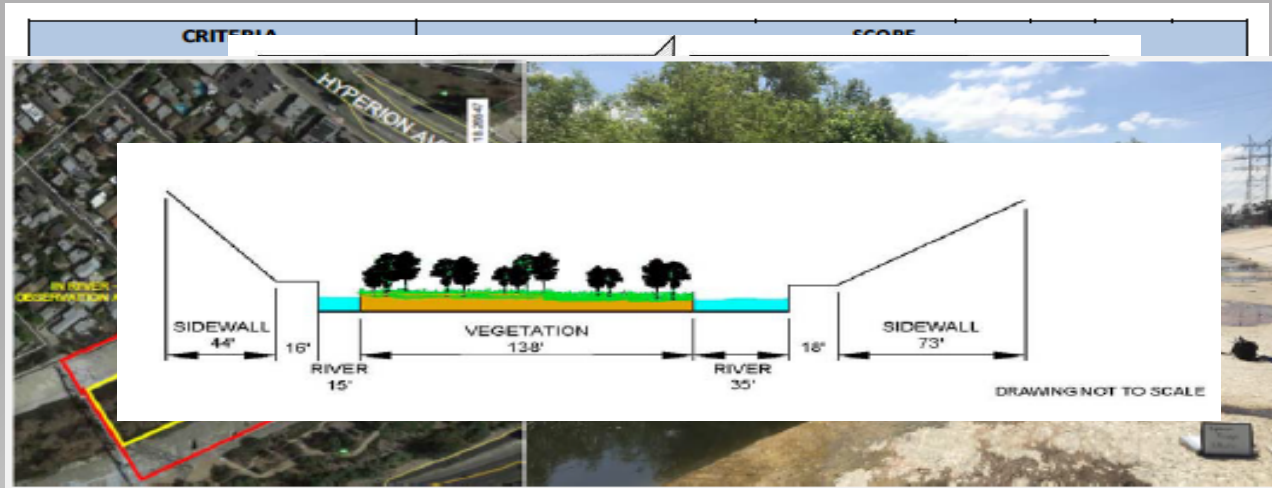 CRITERIA
SCOPE
HYPERION AV
IN RIVER
OBSERVATION A
SIDEWALL
44'
16'
RIVER
15'
VEGETATION
138'
RIVER
35'
18'
SIDEWALL
73'
DRAWING NOT TO SCALE